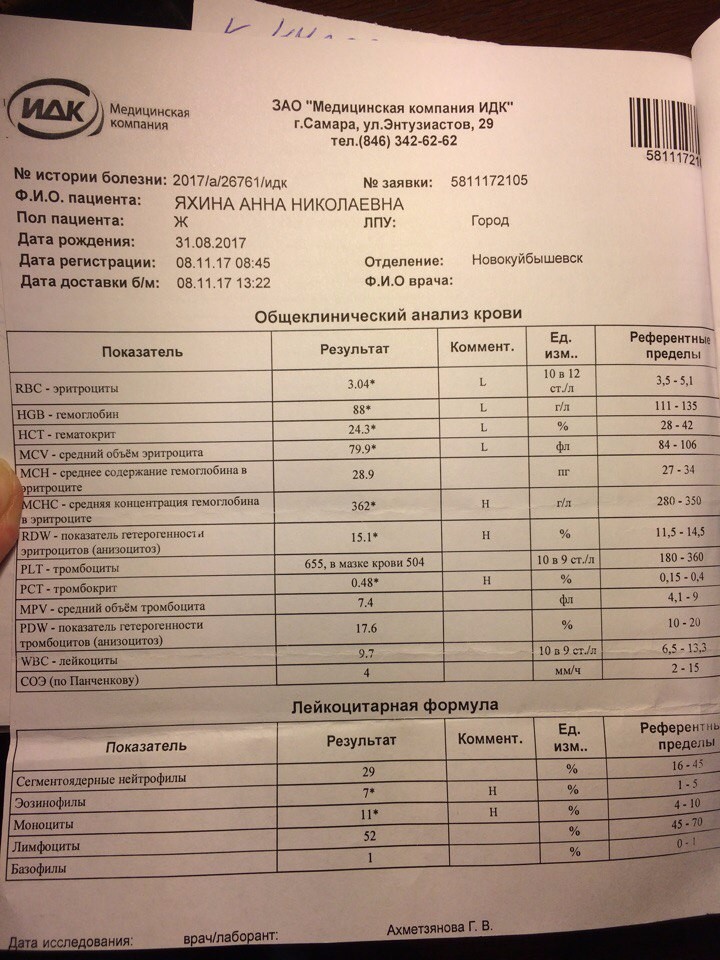 ИДК Медицинская компания
ЗАО "Медицинская компания ИДК"
г.Самара, ул.Энтузиастов, 29
тел.(846) 342-62-62
58111721
№ истории болезни: 2017/а/26761/идк № заявки: 5811172105
Ф.И.О. пациента: ЯХИНА АННА НИКОЛАЕВНА
Пол пациента: Ж ЛПУ: Город
Дата рождения: 31.08.2017
Дата регистрации: 08.11.17 08:45 Отделение: Новокуйбышевск
Дата доставки б/м: 08.11.17 13:22 Ф.И.О врача:
Общеклинический анализ крови
Показатель Результат Коммент. Ед. изм.. Референтные пределы
RBC - эритроциты 3.04* L 10 в 12 ст./л 3,5 - 5,1
HGB - гемоглобин 88* L г/л 111 - 135
HCT - гематокрит 24.3* L % 28 - 42
MCV - средний объём эритроцита 79.9* L фл 84 - 106
MCH - среднее содержание гемоглобина в эритроците 28.9 пг 27 - 34
MCHC - средняя концентрация гемоглобина в эритроците 362* H г/л 280 - 350
RDW - показатель гетерогенности эритроцитов (анизоцитоз) 15.1* H % 11,5 - 14,5
PLT - тромбоциты 655, в мазке крови 504 10 в 9 ст./л 180 - 360
PCT - тромбокрит 0.48* H % 0,15 - 0,4
MPV - средний объём тромбоцита 7.4 фл 4,1 - 9
PDW - показатель гетерогенности тромбоцитов (анизоцитоз) 17.6 % 10 - 20
WBC - лейкоциты 9.7 10 в 9 ст./л 6,5 - 13,3
СОЭ (по Панченкову) 4 мм/ч 2 - 15
Лейкоцитарная формула
Показатель Результат Коммент. Ед. изм.. Референтнь пределы
Сегментоядерные нейтрофилы 29 % 16 - 45
Эозинофилы 7* H % 1 - 5
Моноциты 11* H % 4 - 10
Лимфоциты 52 % 45 - 70
Базофилы 1 % 0 - 1
Дата исследования: врач/лаборант: Ахметзянова Г. В.